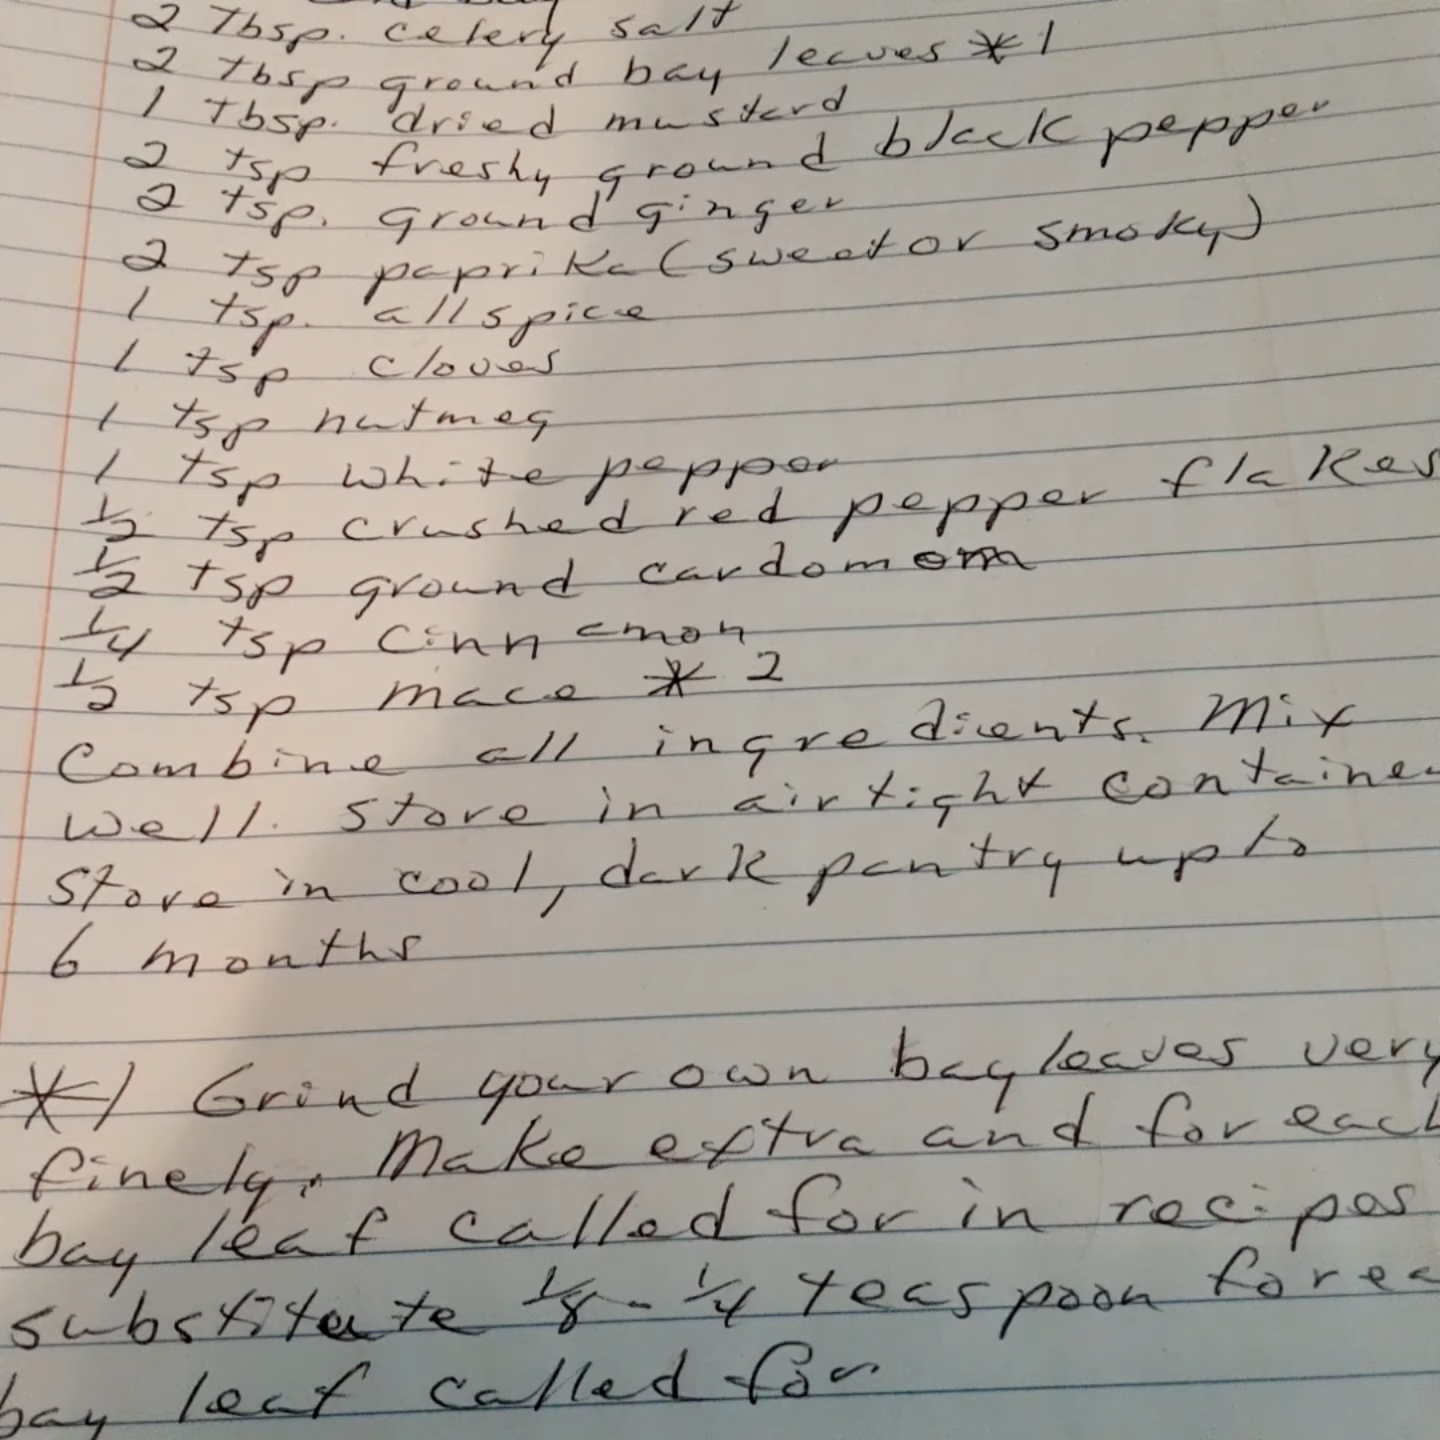 2 Tbsp. celery salt
2 tbsp ground bay leaves *1
1 Tbsp. dried mustard
2 tsp freshy ground black pepper
2 tsp. ground ginger
2 tsp paprika (sweet or smoky)
1 tsp. allspice
1 tsp cloves
1 tsp nutmeg
1 tsp white pepper
1/2 tsp crushed red pepper flakes
1/2 tsp ground cardomom
1/4 tsp cinnamon
1/2 tsp mace * 2
Combine all ingredients. Mix
well. Store in airtight container
Store in cool, dark pantry up to
6 months
*1 Grind your own bay leaves very
finely. Make extra and for each
bay leaf called for in recipes
substitute 1/8 - 1/4 teaspoon for ea
bay leaf called for